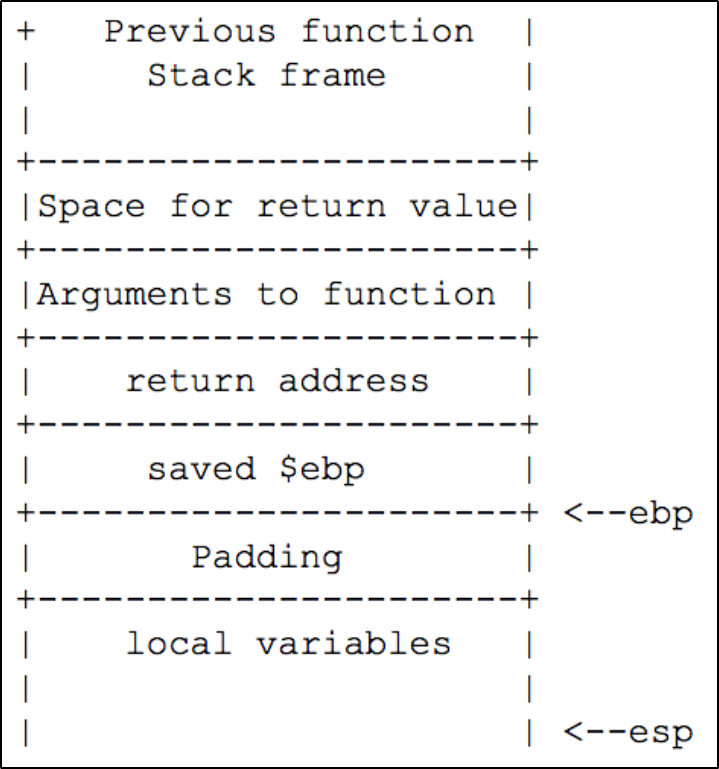 +   Previous function  |
|     Stack frame      |
|                      |
+----------------------+
|Space for return value|
+----------------------+
|Arguments to function |
+----------------------+
|    return address    |
+----------------------+
|     saved $ebp       |
+----------------------+ <--ebp
|       Padding        |
+----------------------+
|    local variables   |
|                      |
|                      | <--esp